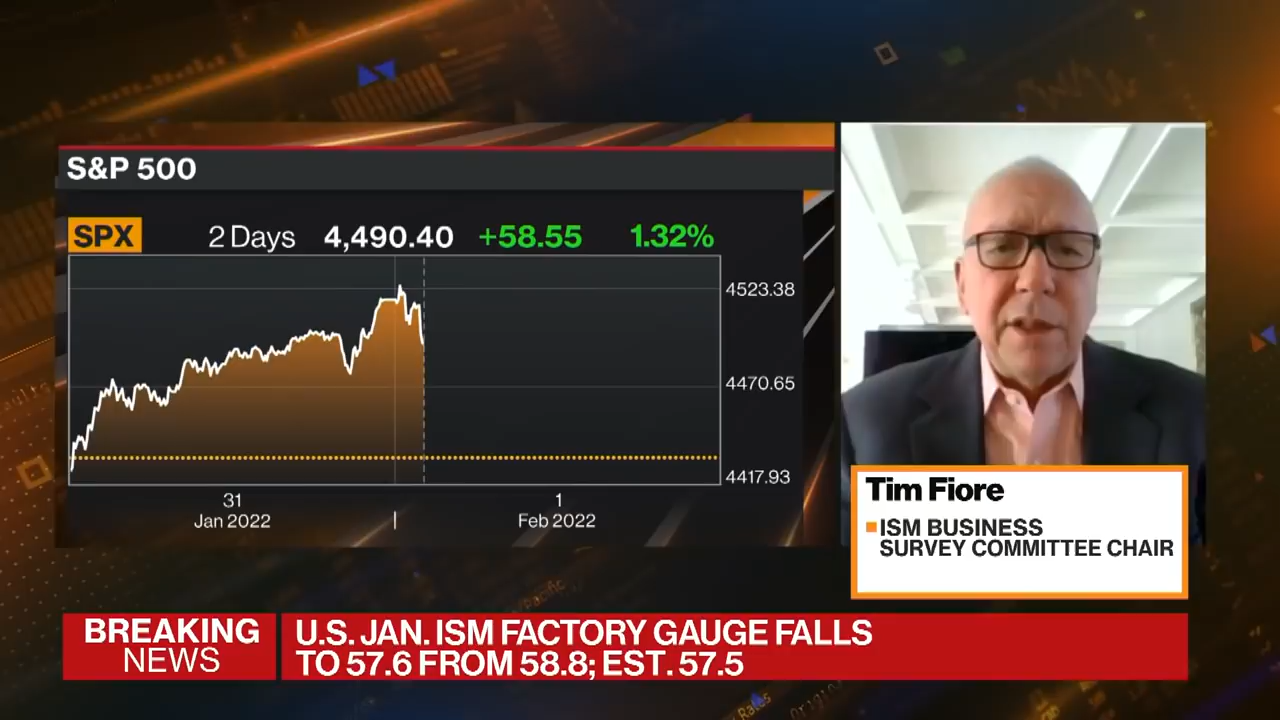 S&P 500
SPX 2 Days 4,490.40 +58.55 1.32%
4523.38
4470.65
4417.93
31 1
Jan 2022 Feb 2022
Tim Fiore
ISM BUSINESS
SURVEY COMMITTEE CHAIR
BREAKING
NEWS
U.S. JAN. ISM FACTORY GAUGE FALLS
TO 57.6 FROM 58.8; EST. 57.5